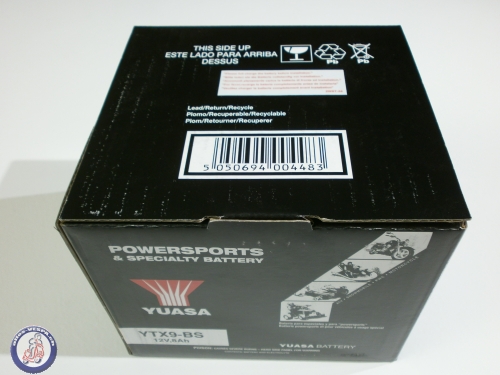 THIS SIDE UP
ESTE LADO PARA ARRIBA
DESSUS
Pb
Pb
Lead/Return/Recycle
Plomo/Recuperable/Recyclable
Plom/Retourner/Recuperer
5 050694 004483
POWERSPORTS
& SPECIALTY BATTERY
YUASA
YTX9-BS
12V,8Ah
YUASA BATTERY